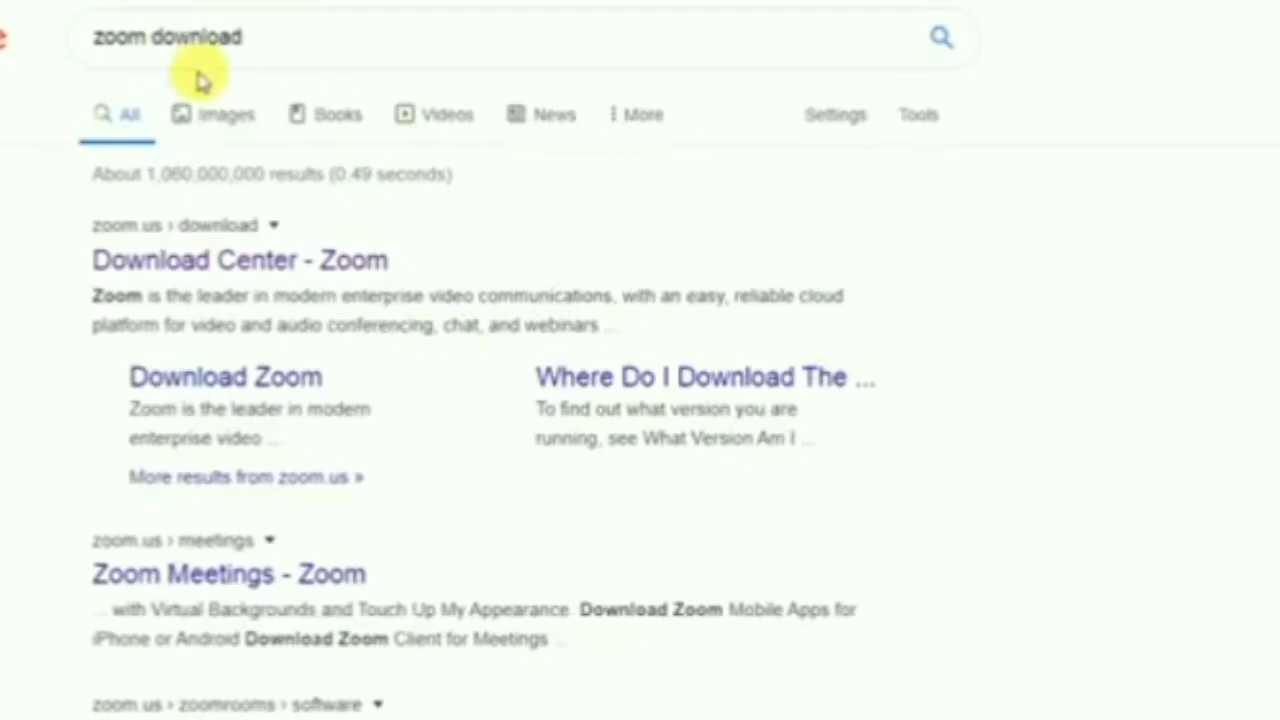 e
zoom download
All Images Books Videos News More Settings Tools
About 1,060,000,000 results (0.49 seconds)
zoom.us › download
Download Center - Zoom
Zoom is the leader in modern enterprise video communications, with an easy, reliable cloud
platform for video and audio conferencing, chat, and webinars ...
Download Zoom
Zoom is the leader in modern
enterprise video ...
Where Do I Download The ...
To find out what version you are
running, see What Version Am I ...
More results from zoom.us »
zoom.us › meetings
Zoom Meetings - Zoom
... with Virtual Backgrounds and Touch Up My Appearance. Download Zoom Mobile Apps for
iPhone or Android Download Zoom Client for Meetings ...
zoom.us › zoomrooms › software